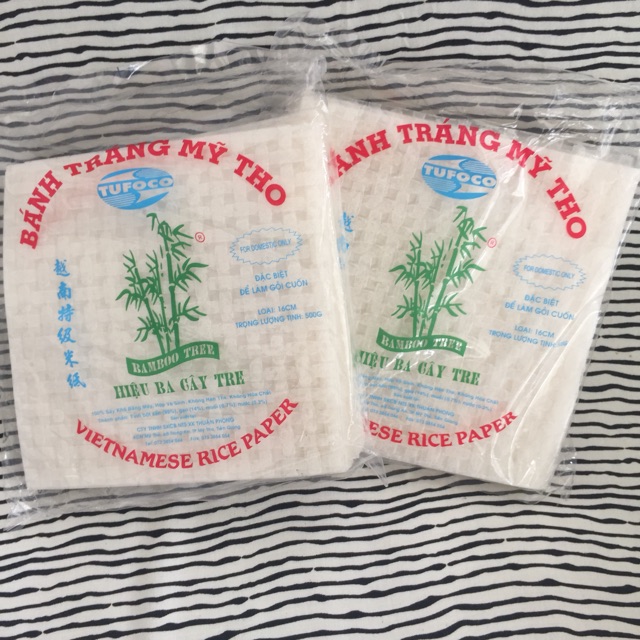 BÁNH TRÁNG MỸ THO
TUFOCO
®
FOR DOMESTIC ONLY
ĐẶC BIỆT
ĐỂ LÀM GỎI CUỐN
LOẠI: 16CM
TRỌNG LƯỢNG TỊNH: 500G
越南特级米纸
BAMBOO TREE
HIỆU BA CÂY TRE
VIETNAMESE RICE PAPER
BÁNH TRÁNG MỸ THO
TUFOCO
®
FOR DOMESTIC ONLY
ĐẶC BIỆT
ĐỂ LÀM GỎI CUỐN
LOẠI: 16CM
TRỌNG LƯỢNG TỊNH:
BAMBOO TREE
HIỆU BA CÂY TRE
RICE PAPER